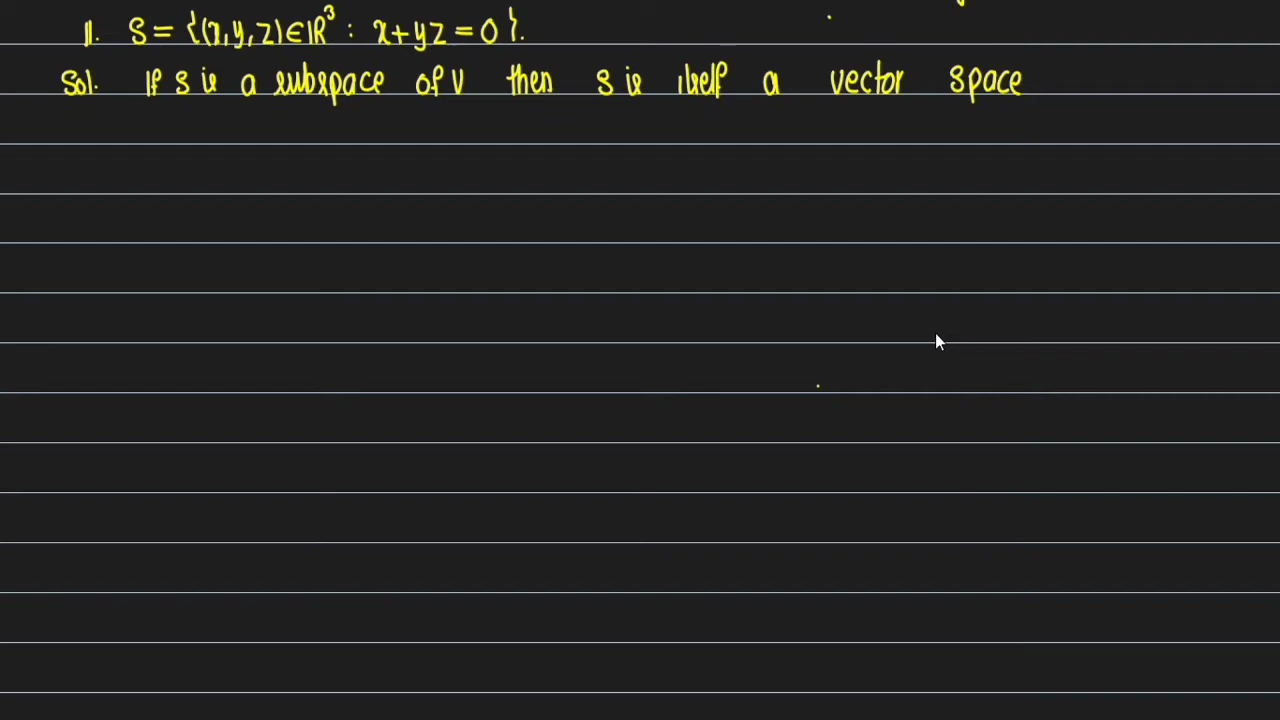 11. S = {(x,y,z) ∈ ℝ³ : x+yz = 0}.
Sol. If S is a subspace of V then S is itself a vector space